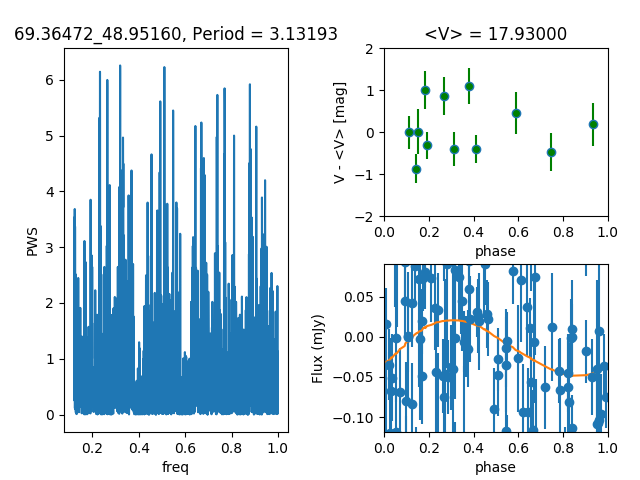 69.36472_48.95160, Period = 3.13193
<V> = 17.93000
PWS
6
5
4
3
2
1
0
0.2 0.4 0.6 0.8 1.0
freq
V - <V> [mag]
2
1
0
−1
−2
0.0 0.2 0.4 0.6 0.8 1.0
phase
Flux (mJy)
0.05
0.00
−0.05
−0.10
0.0 0.2 0.4 0.6 0.8 1.0
phase